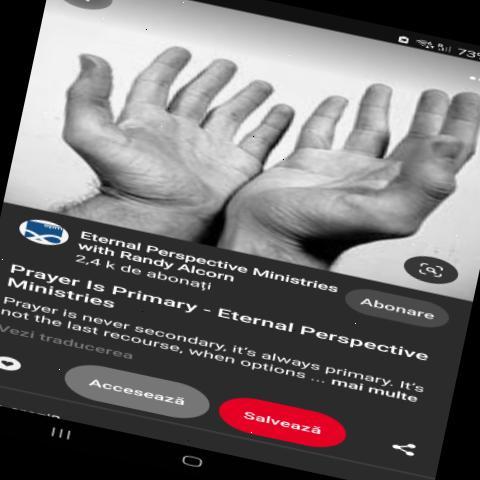 73%
epm
Eternal Perspective Ministries
with Randy Alcorn
2,4 k de abonați
Abonare
Prayer Is Primary - Eternal Perspective
Ministries
Prayer is never secondary, it's always primary. It's
not the last recourse, when options ... mai multe
Vezi traducerea
Accesează
Salvează